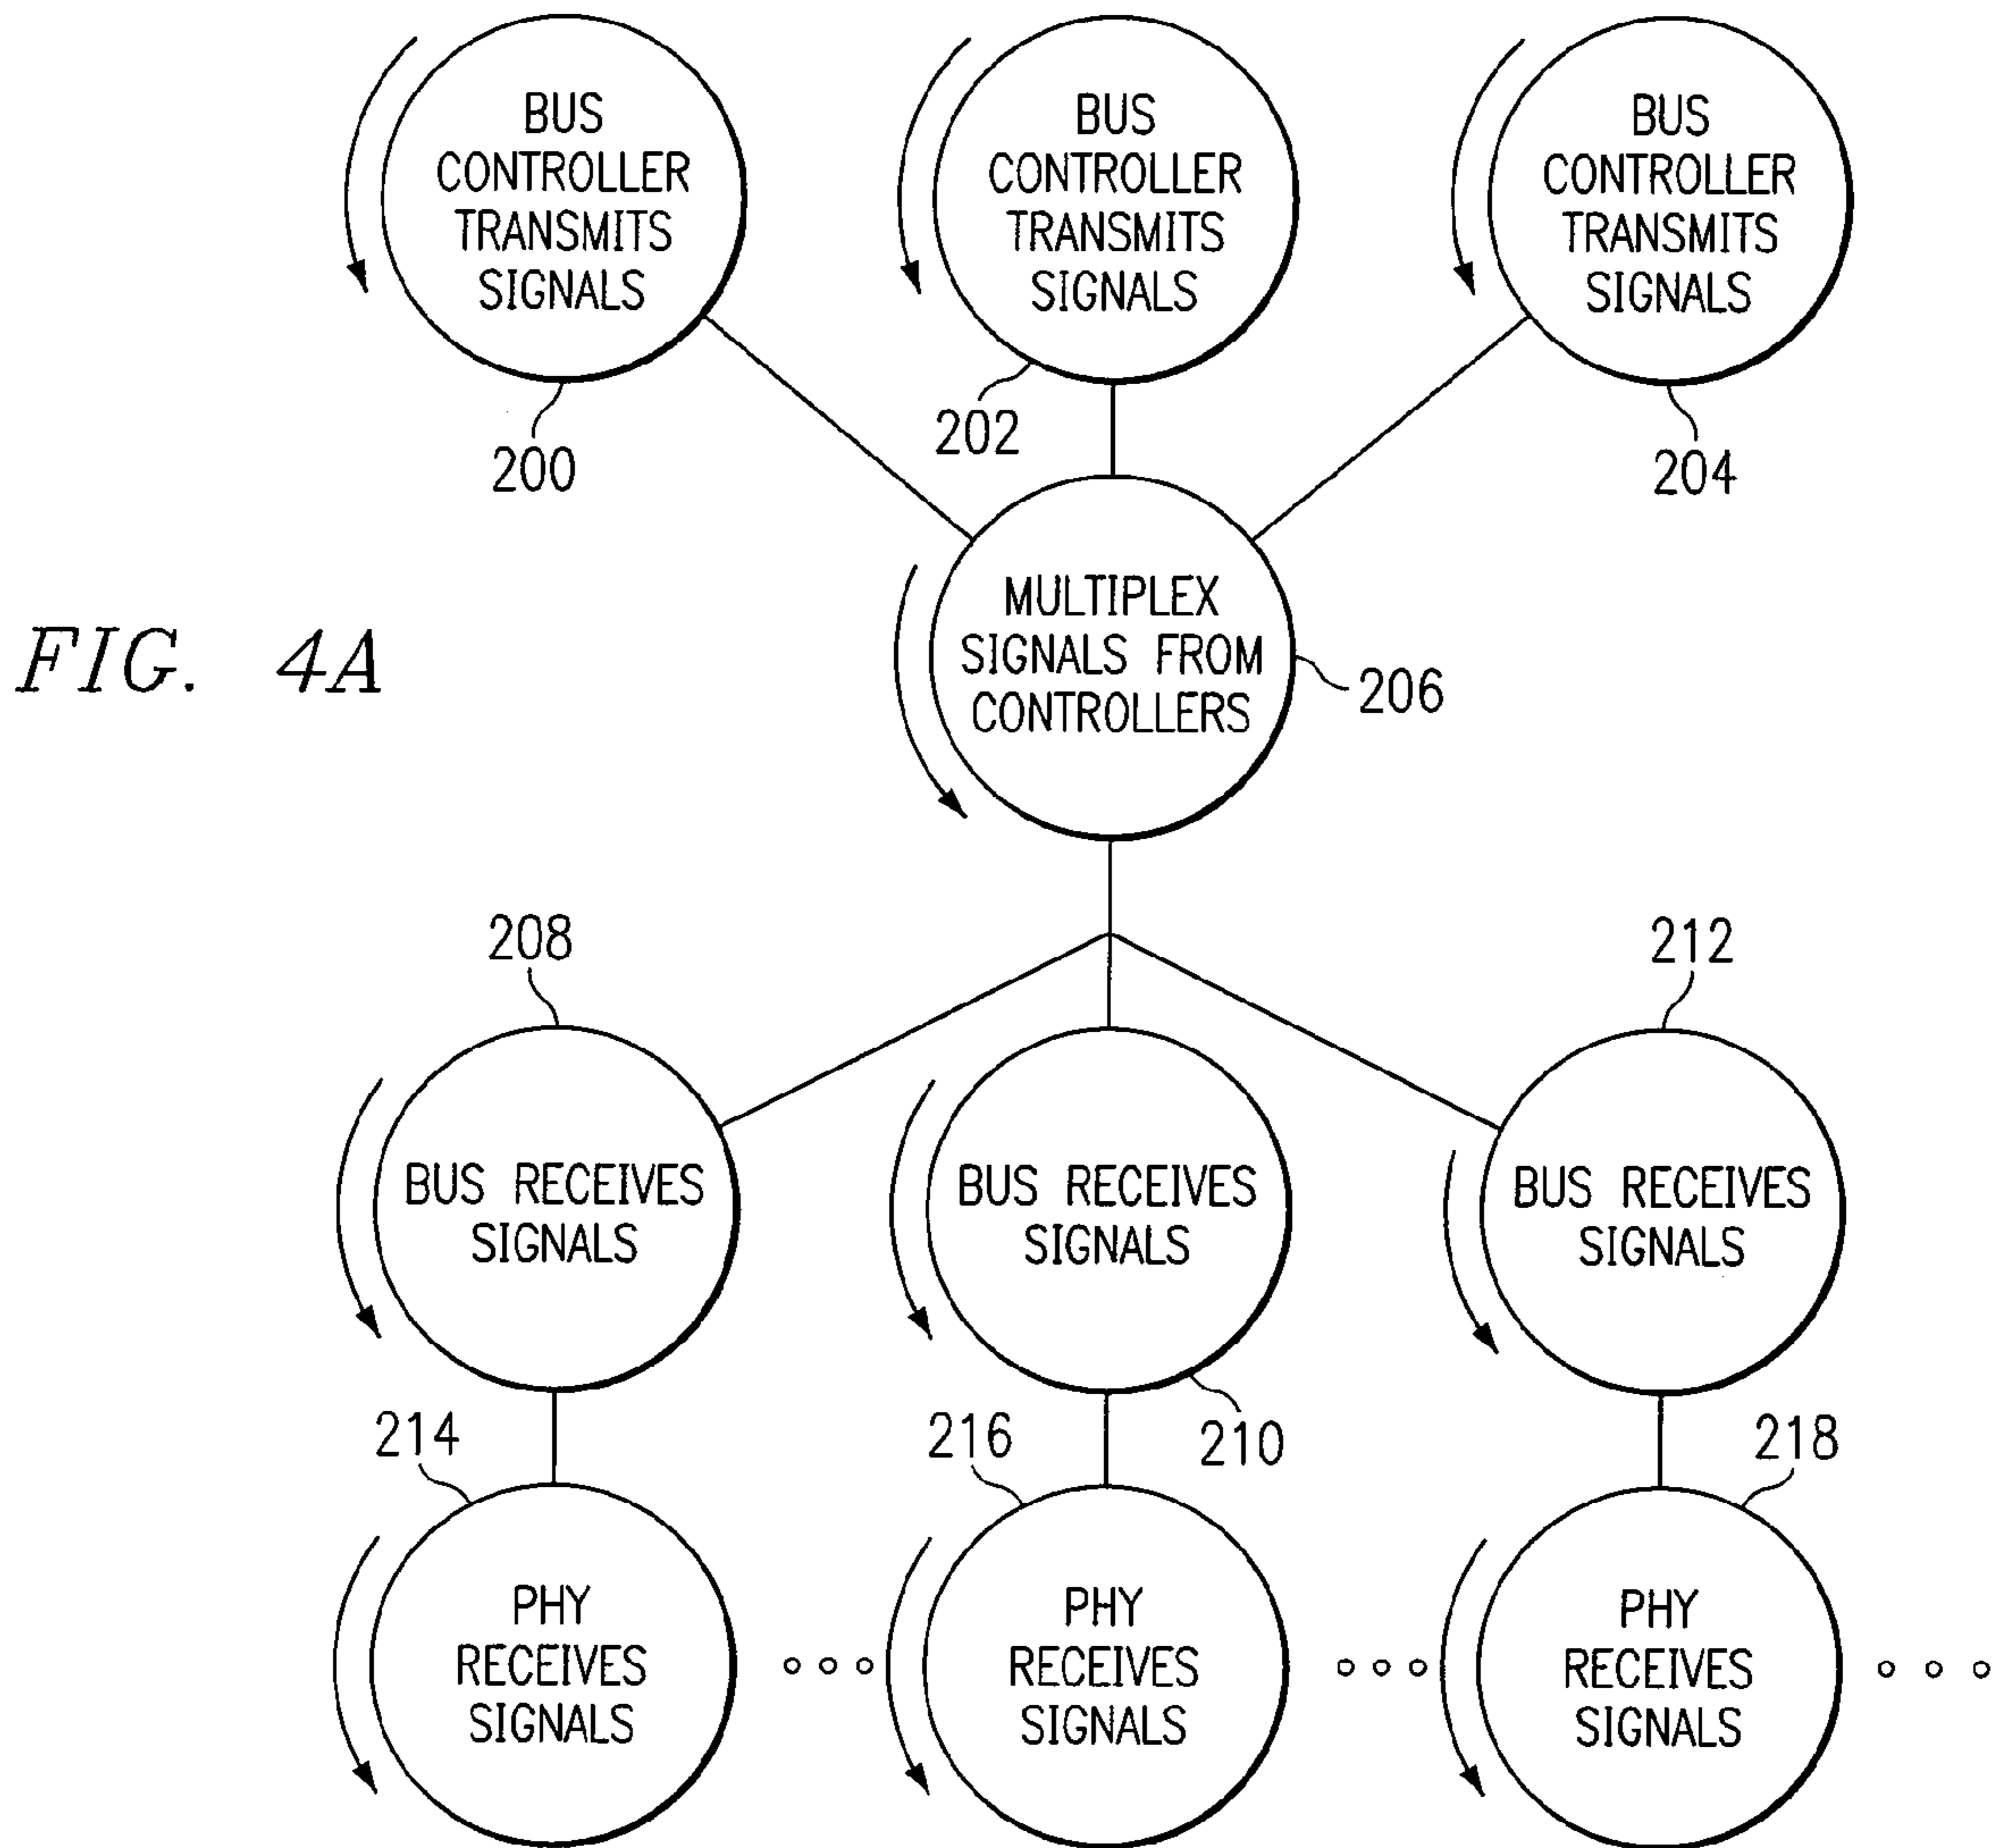 BUS
CONTROLLER
TRANSMITS
SIGNALS
BUS
CONTROLLER
TRANSMITS
SIGNALS
BUS
CONTROLLER
TRANSMITS
SIGNALS
200
202
204
MULTIPLEX
SIGNALS FROM
CONTROLLERS
206
FIG. 4A
208
212
BUS RECEIVES
SIGNALS
BUS RECEIVES
SIGNALS
BUS RECEIVES
SIGNALS
214
216
210
218
PHY
RECEIVES
SIGNALS
PHY
RECEIVES
SIGNALS
PHY
RECEIVES
SIGNALS